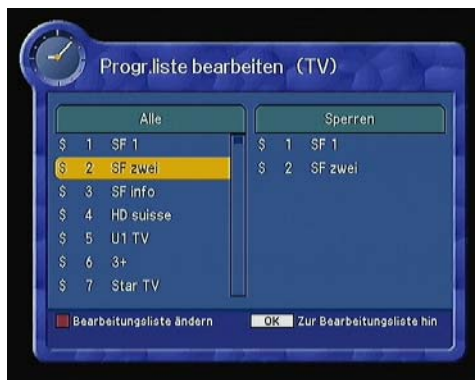 Progr.liste bearbeiten (TV)
Alle
$ 1 SF 1
$ 2 SF zwei
$ 3 SF info
$ 4 HD suisse
$ 5 U1 TV
$ 6 3+
$ 7 Star TV
Sperren
$ 1 SF 1
$ 2 SF zwei
Bearbeitungsliste ändern
OK Zur Bearbeitungsliste hin